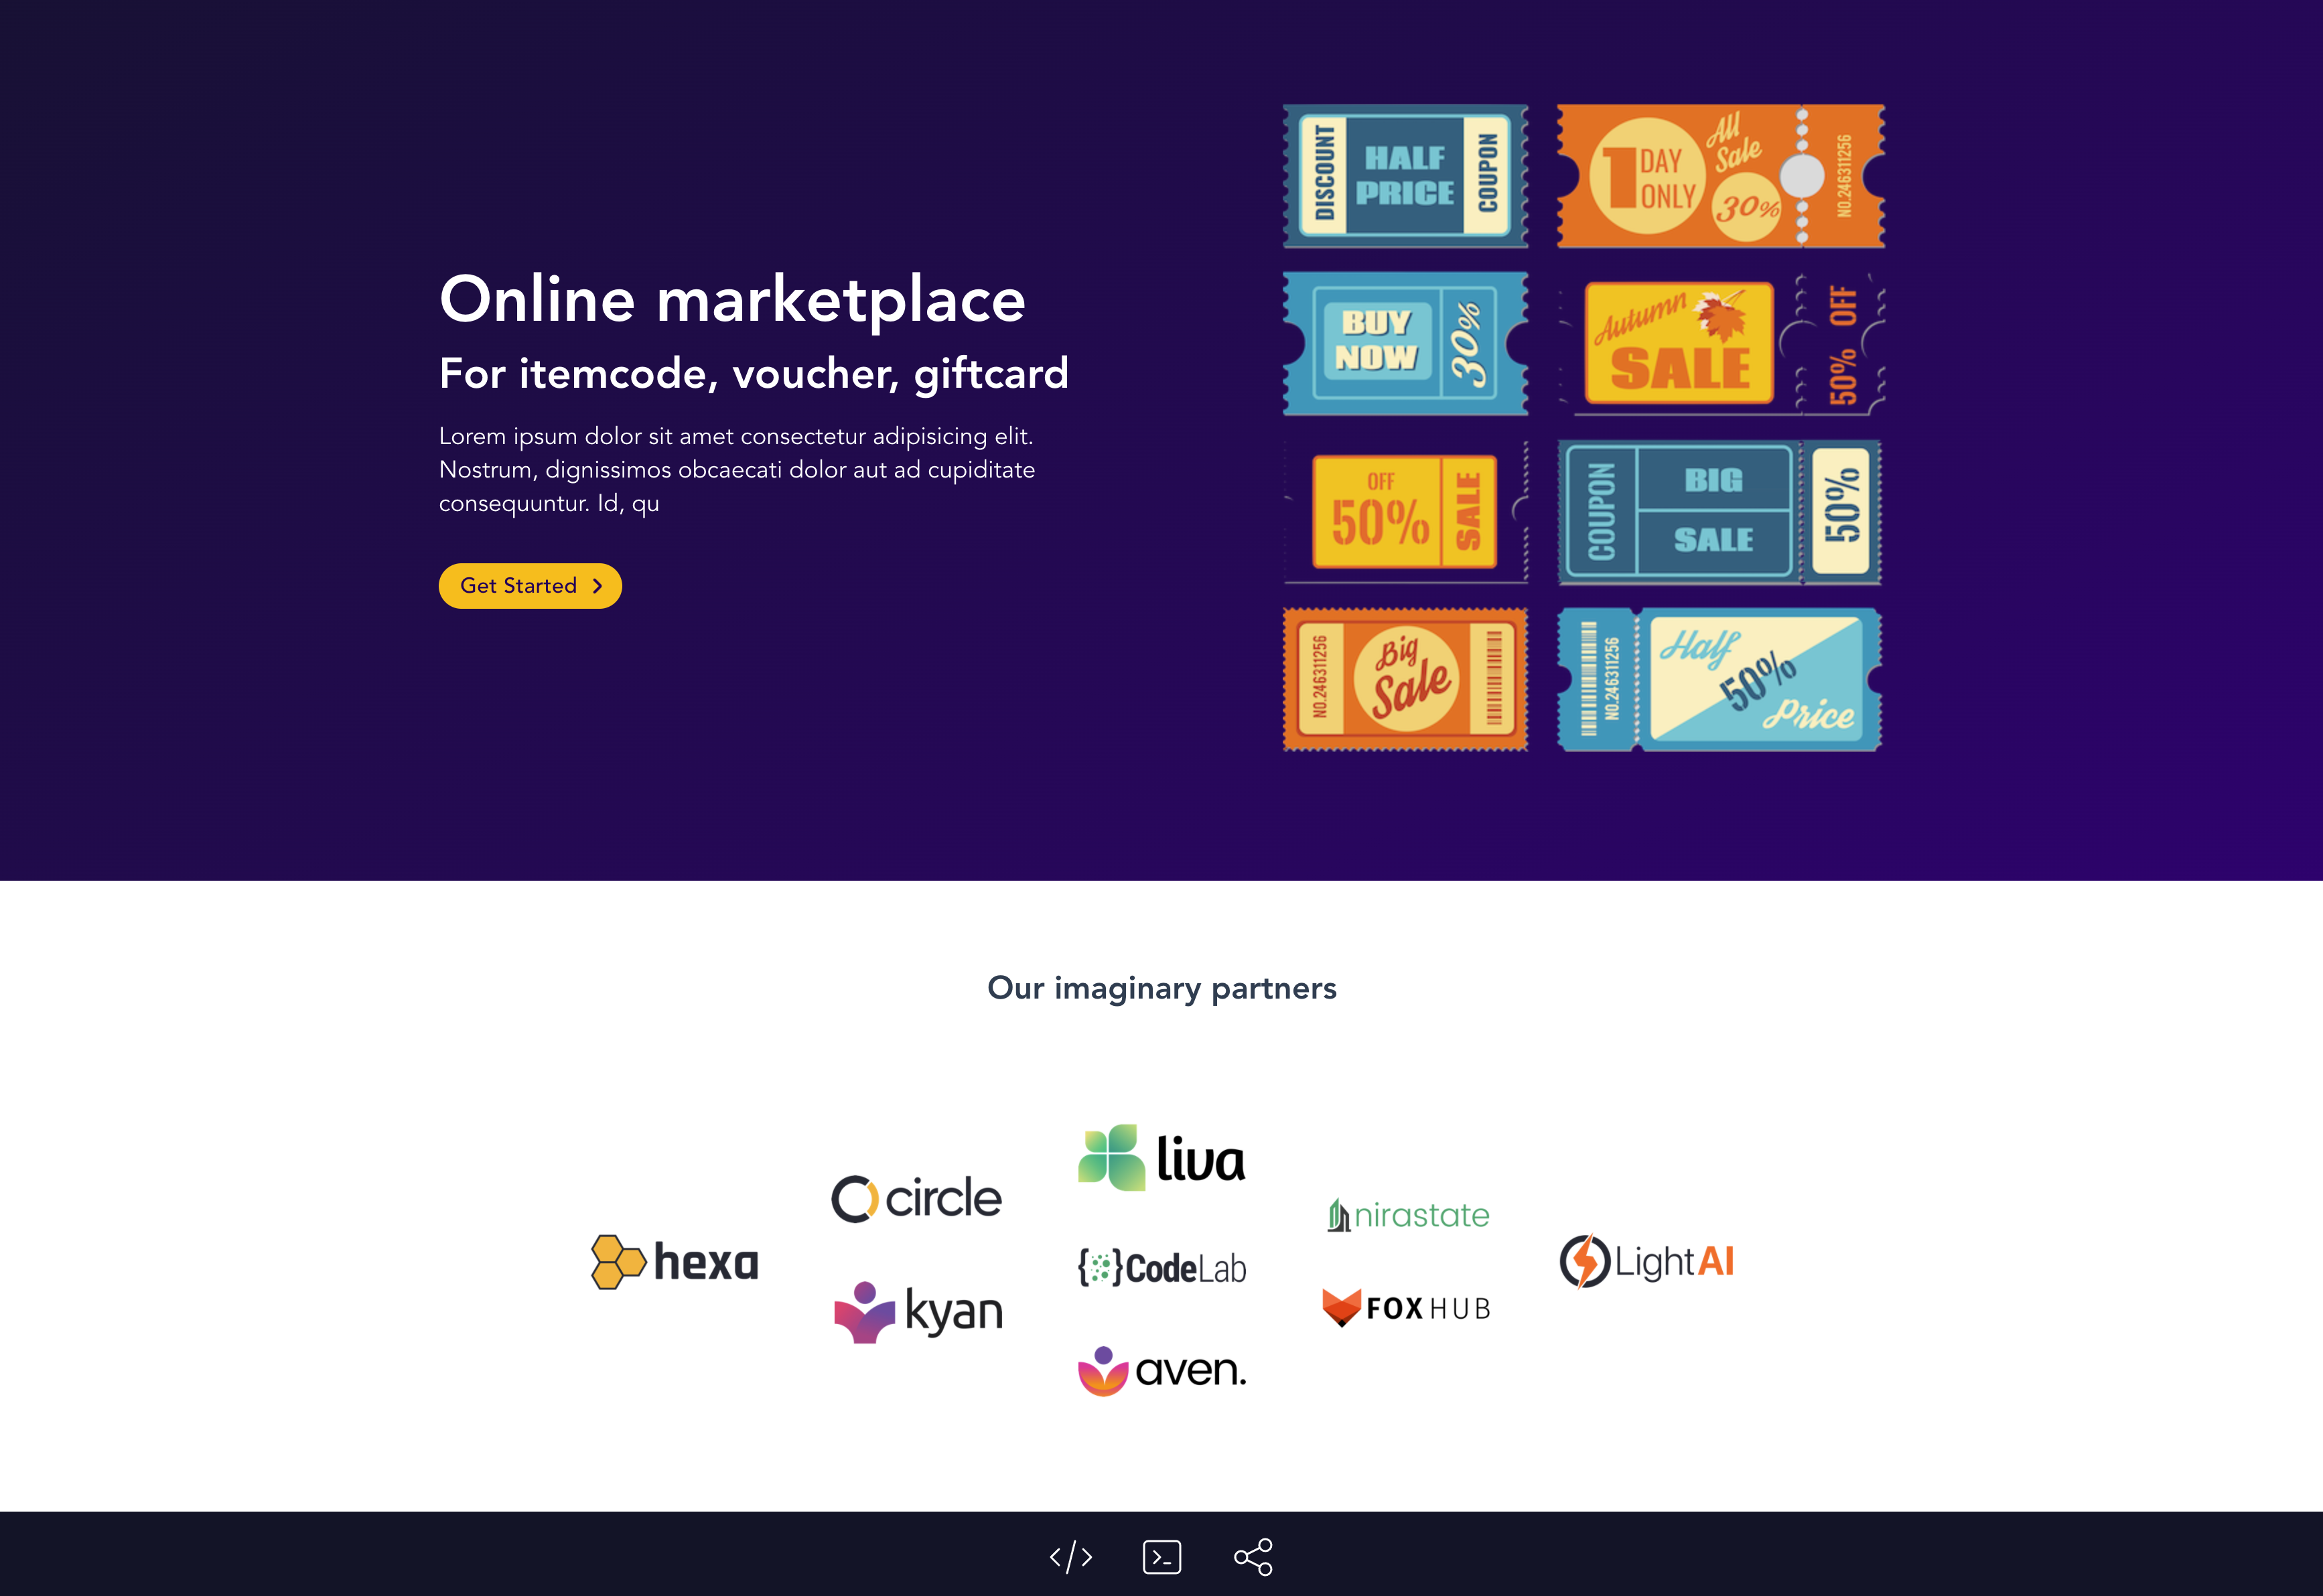 Online marketplace
For itemcode, voucher, giftcard
Lorem ipsum dolor sit amet consectetur adipisicing elit.
Nostrum, dignissimos obcaecati dolor aut ad cupiditate
consequuntur. Id, qu
Get Started
DISCOUNT
HALF
PRICE
COUPON
1 DAY
ONLY
All
Sale
30%
NO.246311256
BUY
NOW
30%
Autumn
SALE
50% OFF
OFF
50%
SALE
COUPON
BIG
SALE
50%
NO.246311256
Big
Sale
NO.246311256
Half
50%
Price
Our imaginary partners
hexa
circle
kyan
liva
{}CodeLab
aven.
nirastate
FOXHUB
LightAI